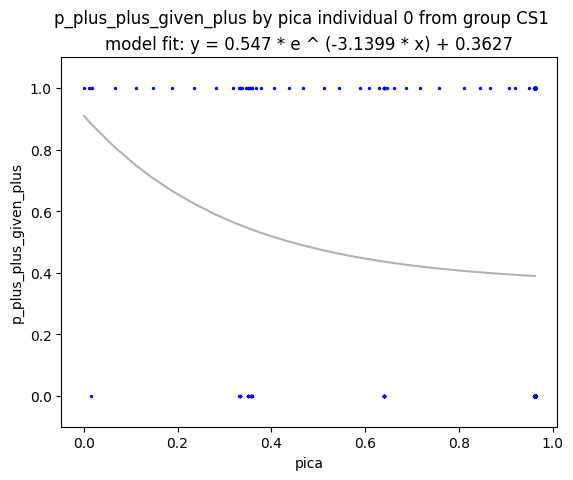 p_plus_plus_given_plus by pica individual 0 from group CS1
model fit: y = 0.547 * e ^ (-3.1399 * x) + 0.3627
p_plus_plus_given_plus
1.0
0.8
0.6
0.4
0.2
0.0
0.0 0.2 0.4 0.6 0.8 1.0
pica